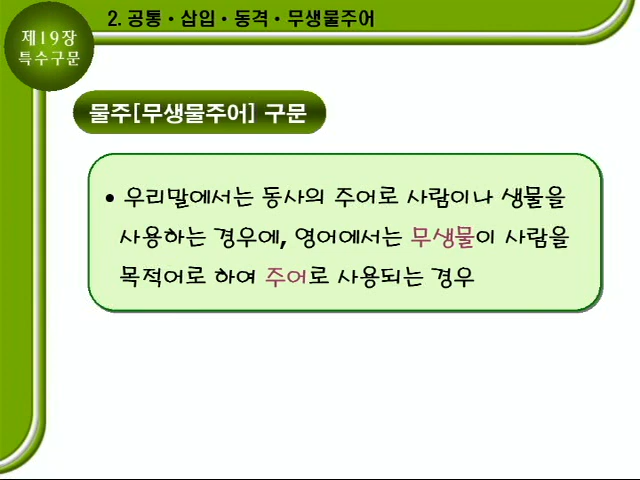 2. 공통·삽입·동격·무생물주어
제19장
특수구문
물주[무생물주어] 구문
• 우리말에서는 동사의 주어로 사람이나 생물을
사용하는 경우에, 영어에서는 무생물이 사람을
목적어로 하여 주어로 사용되는 경우